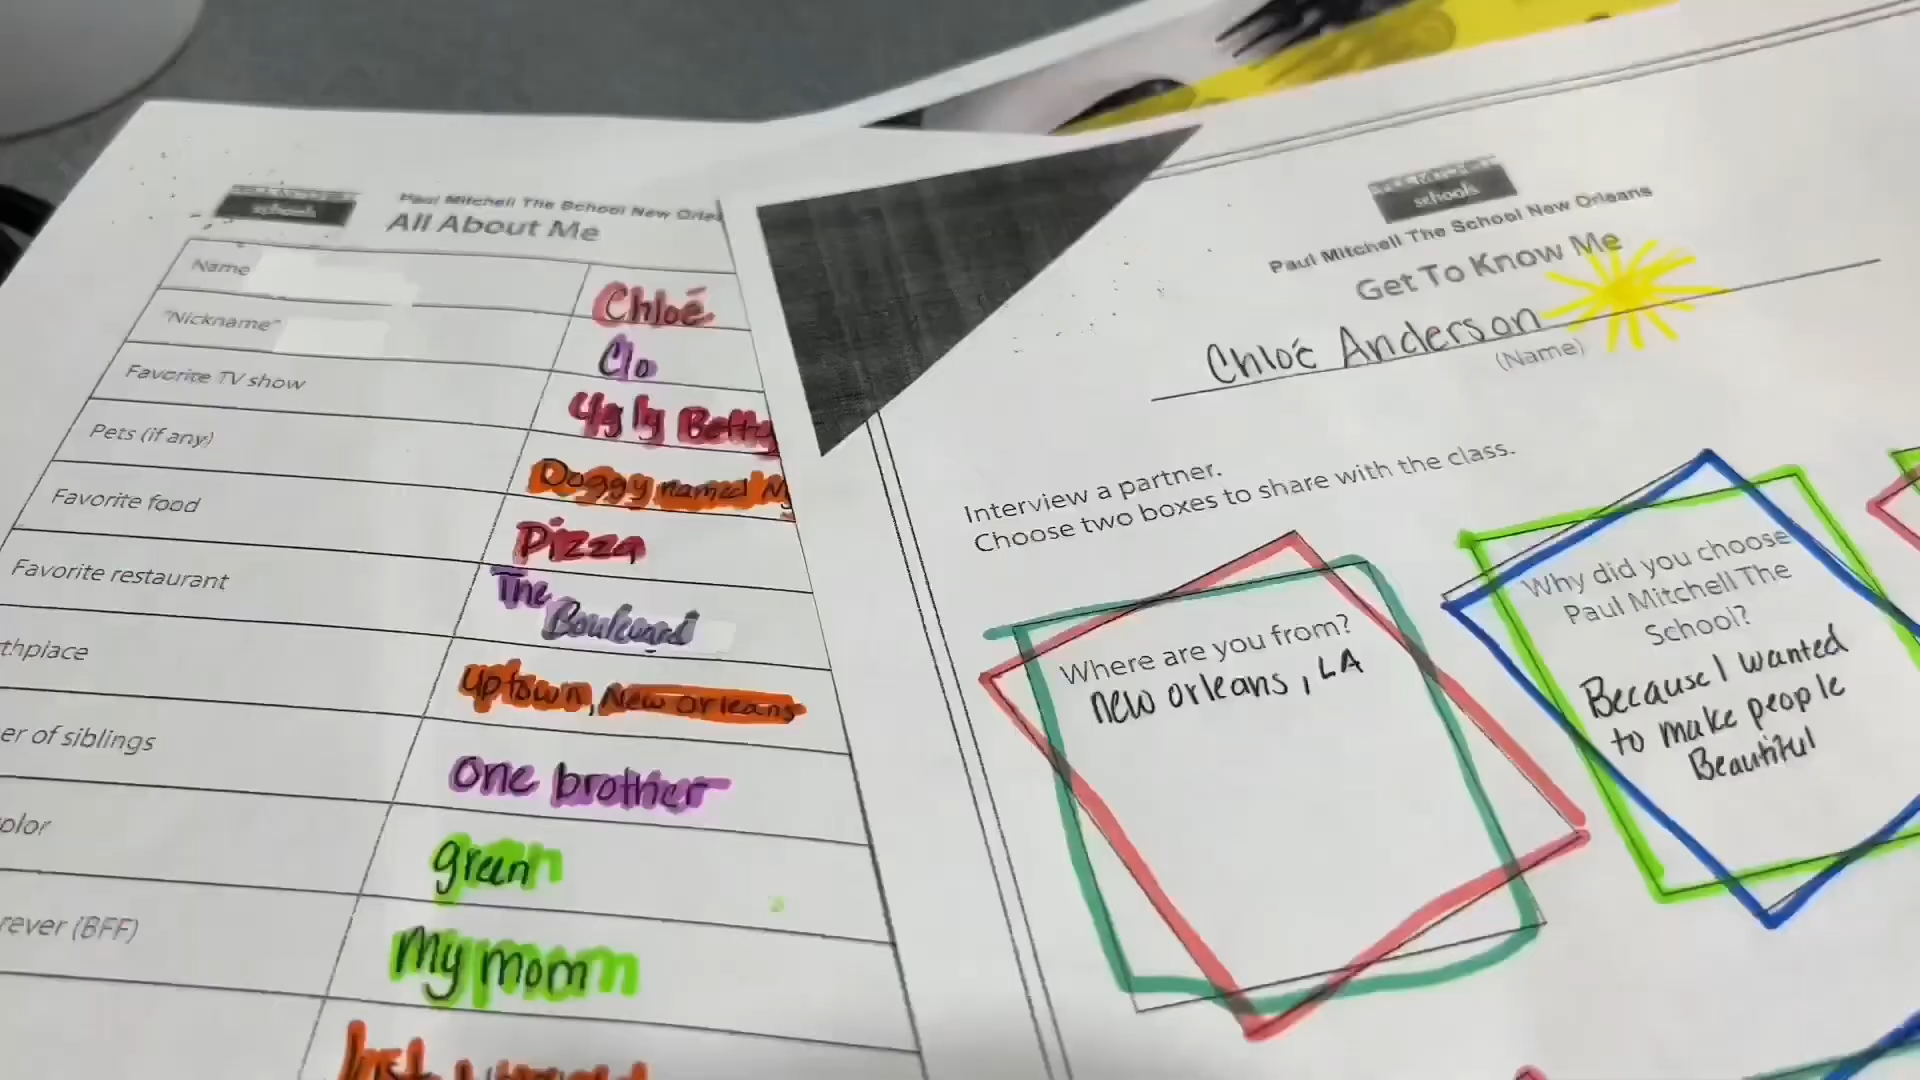 schools
Paul Mitchell The School New Orlea
All About Me
Name
Chloé
"Nickname"
Clo
Favorite TV show
Ugly Betty
Pets (if any)
Doggy named
Favorite food
Pizza
Favorite restaurant
The
Boulevard
thplace
uptown, New Orleans
er of siblings
one brother
olor
green
rever (BFF)
My mom
Just
schools
Paul Mitchell The School New Orleans
Get To Know Me
Chloé Anderson
(Name)
Interview a partner.
Choose two boxes to share with the class.
Where are you from?
new orleans, LA
Why did you choose
Paul Mitchell The
School?
Because I wanted
to make people
Beautiful